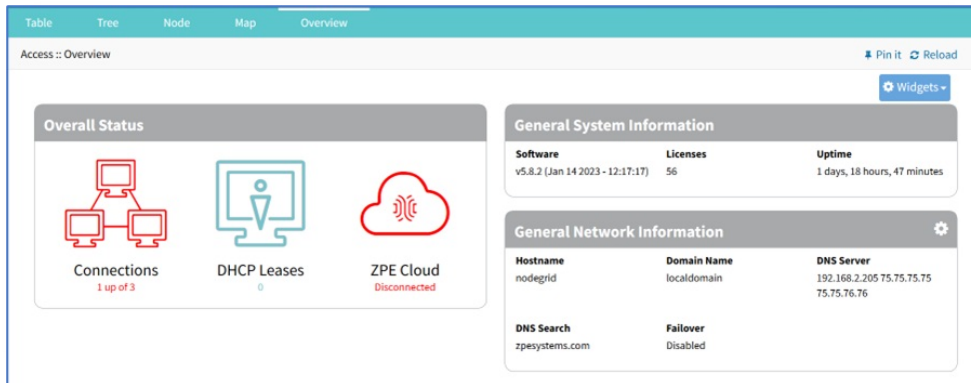 Table Tree Node Map Overview
Access :: Overview
Pin it Reload
Widgets
Overall Status
Connections
1 up of 3
DHCP Leases
0
ZPE Cloud
Disconnected
General System Information
Software
v5.8.2 (Jan 14 2023 - 12:17:17)
Licenses
56
Uptime
1 days, 18 hours, 47 minutes
General Network Information
Hostname
nodegrid
Domain Name
localdomain
DNS Server
192.168.2.205 75.75.75.75
75.75.76.76
DNS Search
zpesystems.com
Failover
Disabled